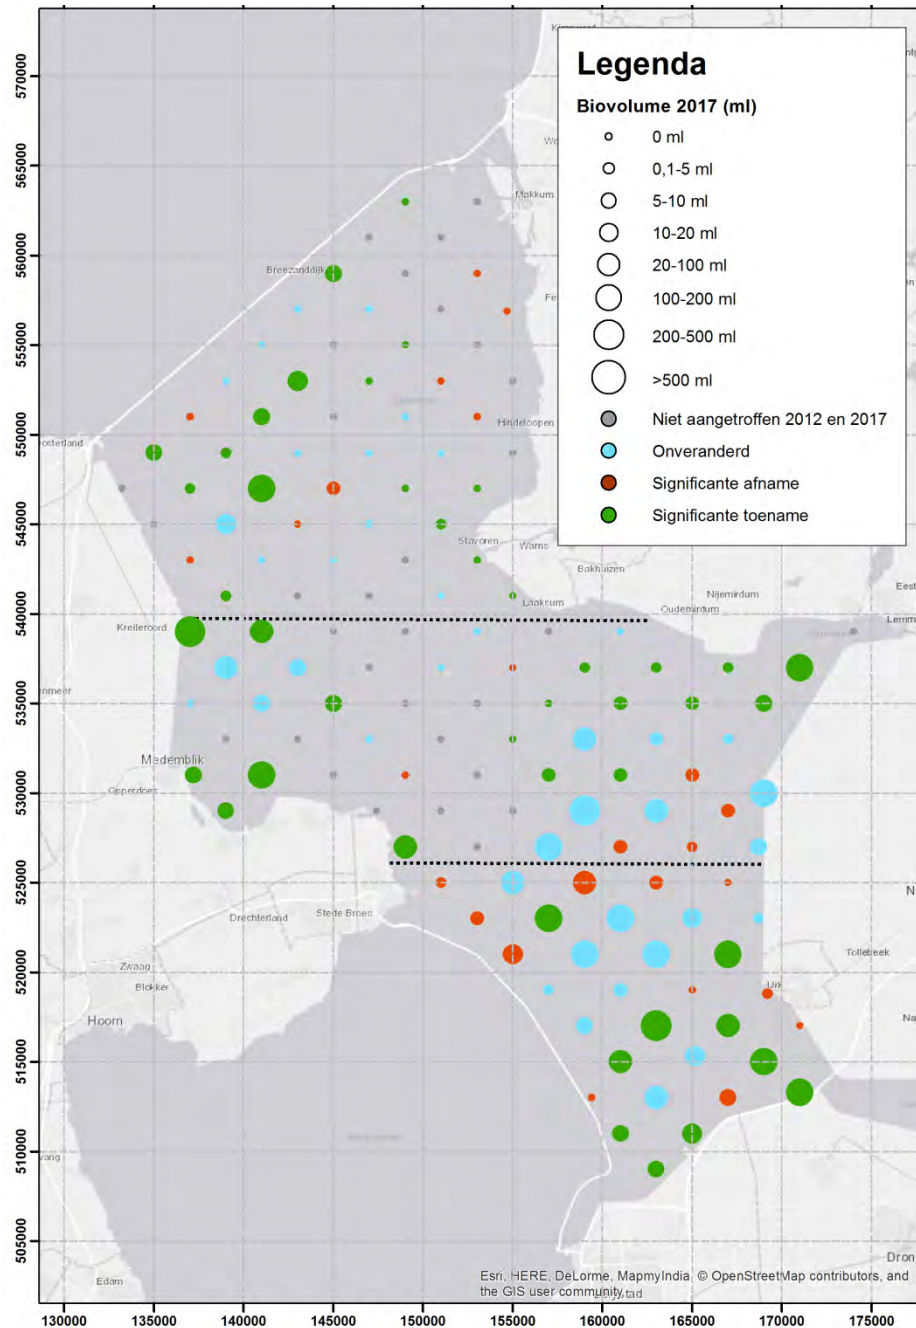 Legenda
Biovolume 2017 (ml)
0 ml
0,1-5 ml
5-10 ml
10-20 ml
20-100 ml
100-200 ml
200-500 ml
>500 ml
Niet aangetroffen 2012 en 2017
Onveranderd
Significante afname
Significante toename
570000
565000
560000
555000
550000
545000
540000
535000
530000
525000
520000
515000
510000
505000
Makkum
Breezanddijk
Hindeloopen
Stavoren
Warns
Bakhuizen
Nijemirdum
Laaksum
Oudemirdum
Lemm
Kreileroord
Medemblik
Opperdoes
Drechterland
Stede Broec
Zwaag
Blokker
Hoorn
Tollebeek
Urk
Edam
Dron
Esri, HERE, DeLorme, MapmyIndia, © OpenStreetMap contributors, and
the GIS user community
130000 135000 140000 145000 150000 155000 160000 165000 170000 175000